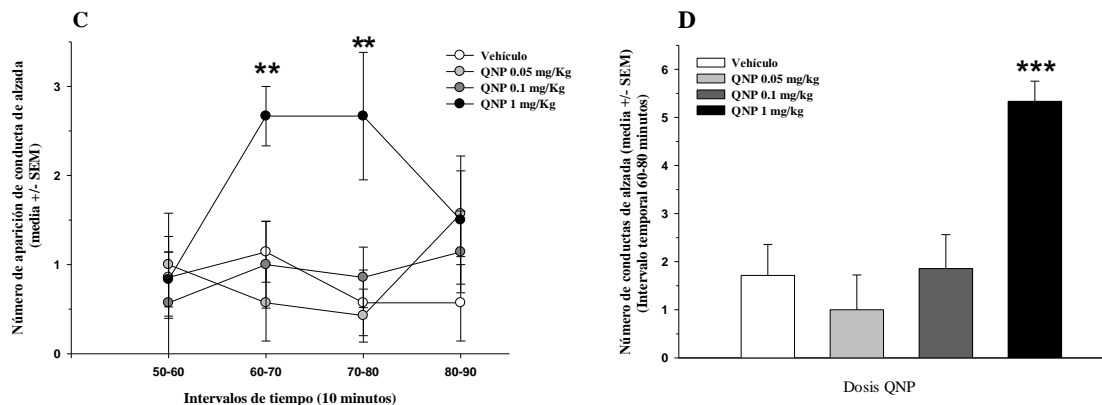 C
Número de aparición de conducta de alzada
(media +/- SEM)
3
2
1
0
**
**
Vehículo
QNP 0.05 mg/Kg
QNP 0.1 mg/Kg
QNP 1 mg/Kg
50-60
60-70
70-80
80-90
Intervalos de tiempo (10 minutos)
D
Número de conductas de alzada (media +/- SEM)
(Intervalo temporal 60-80 minutos)
6
5
4
3
2
1
0
Vehículo
QNP 0.05 mg/kg
QNP 0.1 mg/kg
QNP 1 mg/kg
***
Dosis QNP